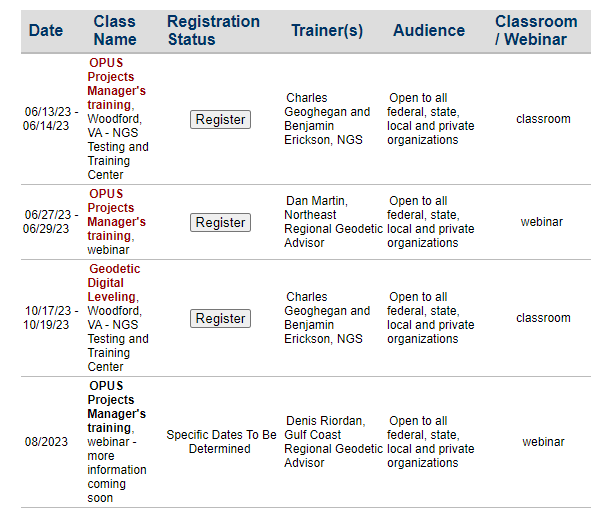 Date
Class
Name
Registration
Status
Trainer(s)
Audience
Classroom
/ Webinar
06/13/23 -
06/14/23
OPUS
Projects
Manager's
training,
Woodford,
VA - NGS
Testing and
Training
Center
Register
Charles
Geoghegan and
Benjamin
Erickson, NGS
Open to all
federal, state,
local and private
organizations
classroom
06/27/23 -
06/29/23
OPUS
Projects
Manager's
training,
webinar
Register
Dan Martin,
Northeast
Regional Geodetic
Advisor
Open to all
federal, state,
local and private
organizations
webinar
10/17/23 -
10/19/23
Geodetic
Digital
Leveling,
Woodford,
VA - NGS
Testing and
Training
Center
Register
Charles
Geoghegan and
Benjamin
Erickson, NGS
Open to all
federal, state,
local and private
organizations
classroom
08/2023
OPUS
Projects
Manager's
training,
webinar -
more
information
coming
soon
Specific Dates To Be
Determined
Denis Riordan,
Gulf Coast
Regional Geodetic
Advisor
Open to all
federal, state,
local and private
organizations
webinar